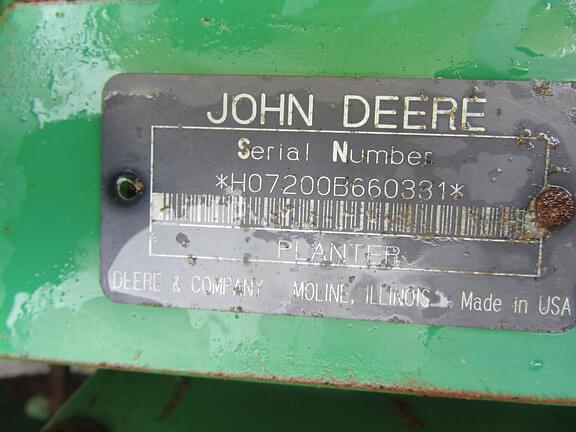 JOHN DEERE
Serial Number
*H07200B660331*
PLANTER
DEERE & COMPANY MOLINE, ILLINOIS Made in USA